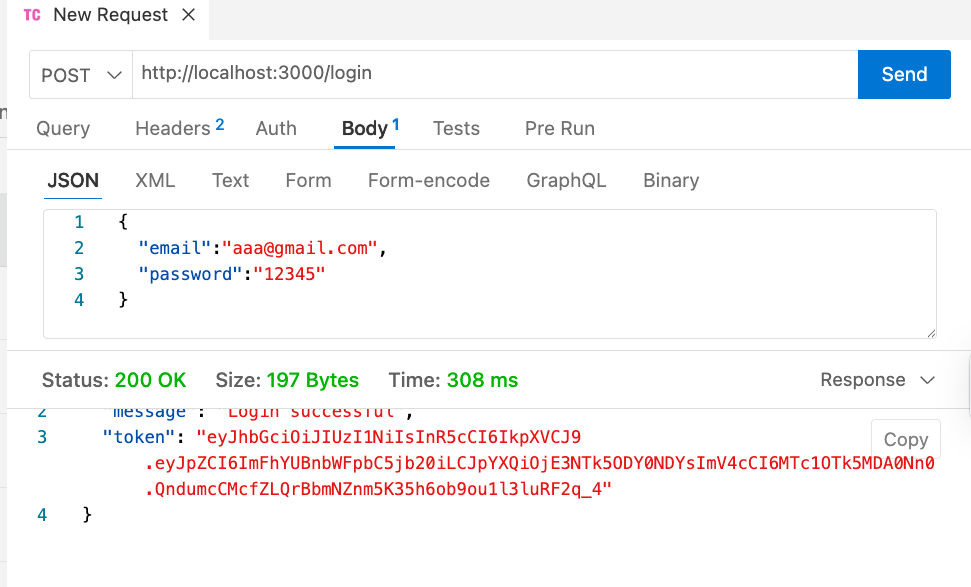 TC New Request
POST http://localhost:3000/login Send
Query Headers 2 Auth Body 1 Tests Pre Run
JSON XML Text Form Form-encode GraphQL Binary
1 {
2 "email":"aaa@gmail.com",
3 "password":"12345"
4 }
Status: 200 OK Size: 197 Bytes Time: 308 ms Response
2 "message": "Login successful",
3 "token": "eyJhbGciOiJIUzI1NiIsInR5cCI6IkpXVCJ9
Copy
.eyJpZCI6ImFhYUBnbWFpbC5jb20iLCJpYXQiOjE3NTk5ODY0NDYsImV4cCI6MTc1OTk5MDA0Nn0
.QndumcCMcfZLQrBbmNZnm5K35h6ob9ou1l3luRF2q_4"
4 }